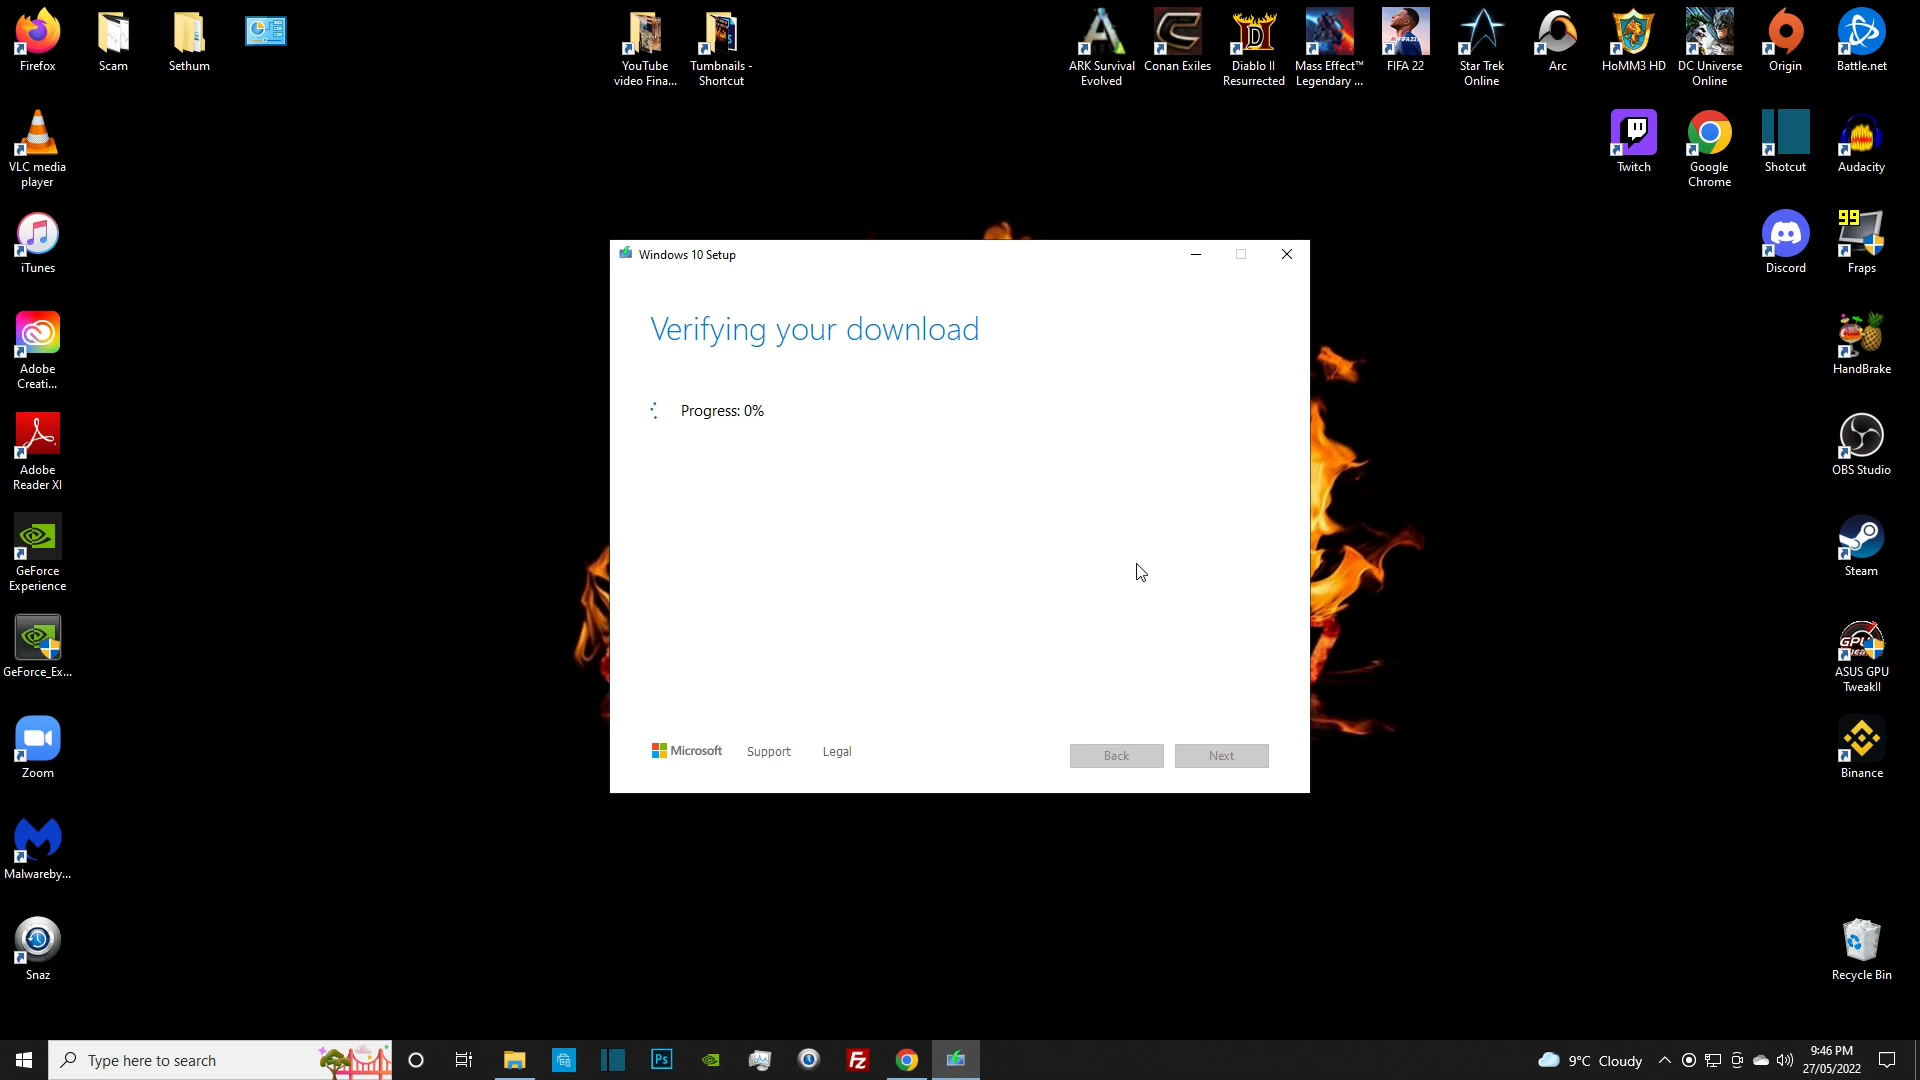 Firefox
Scam
Sethum
YouTube
video Fina...
Tumbnails -
Shortcut
ARK Survival
Evolved
Conan Exiles
Diablo II
Resurrected
Mass Effect™
Legendary ...
FIFA 22
Star Trek
Online
Arc
HoMM3 HD
DC Universe
Online
Origin
Battle.net
VLC media
player
Twitch
Google
Chrome
Shotcut
Audacity
iTunes
Discord
99
Fraps
Windows 10 Setup
Verifying your download
Progress: 0%
Microsoft
Support
Legal
Back
Next
Adobe
Creati...
HandBrake
Adobe
Reader XI
OBS Studio
GeForce
Experience
Steam
GeForce_Ex...
ASUS GPU
TweakII
Zoom
Binance
Malwareby...
Snaz
Recycle Bin
Type here to search
Ps
Fz
9°C Cloudy
9:46 PM
27/05/2022